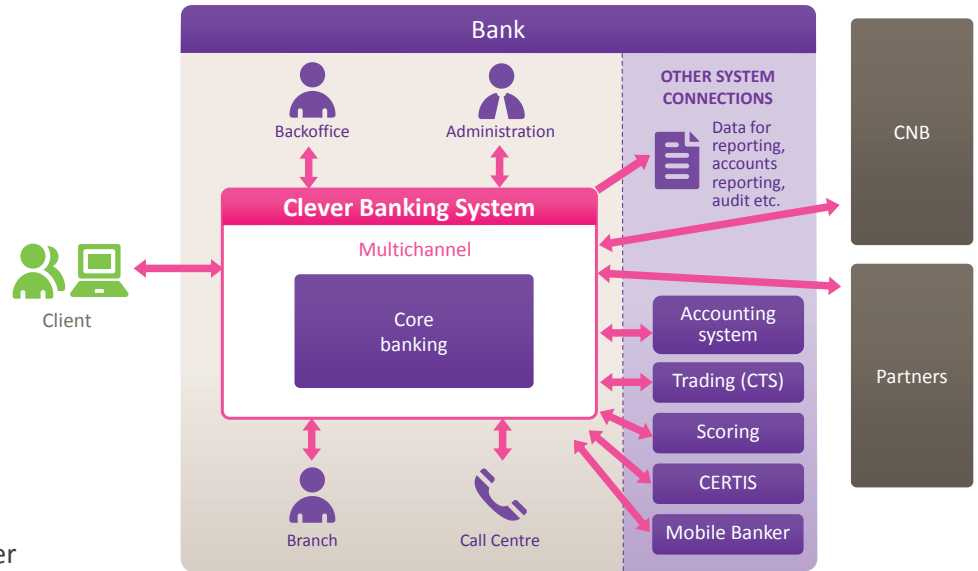 Bank
Backoffice
Administration
OTHER SYSTEM
CONNECTIONS
Data for
reporting,
accounts
reporting,
audit etc.
CNB
Clever Banking System
Multichannel
Core
banking
Client
Accounting
system
Trading (CTS)
Scoring
CERTIS
Mobile Banker
Partners
Branch
Call Centre
er